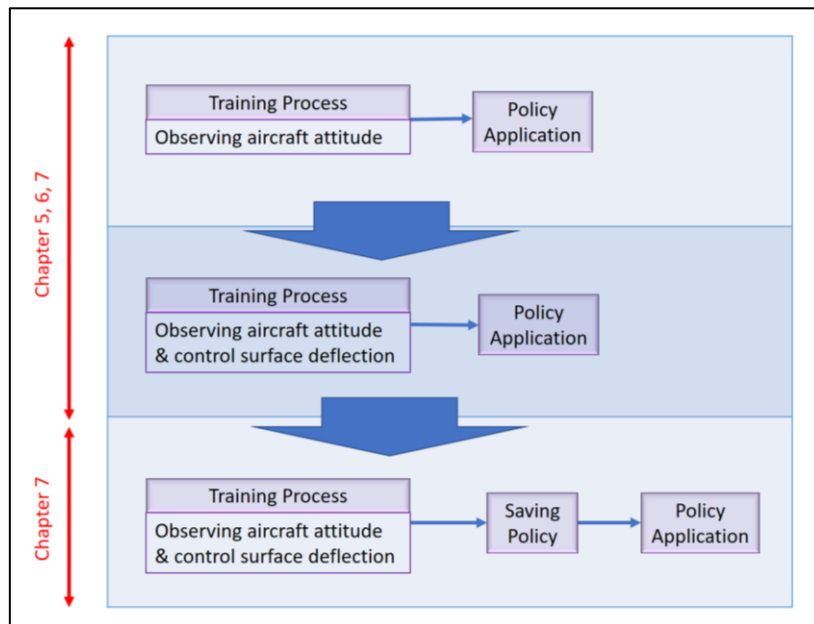 Chapter 5, 6, 7
Training Process
Observing aircraft attitude
Policy
Application
Training Process
Observing aircraft attitude
& control surface deflection
Policy
Application
Chapter 7
Training Process
Observing aircraft attitude
& control surface deflection
Saving
Policy
Policy
Application